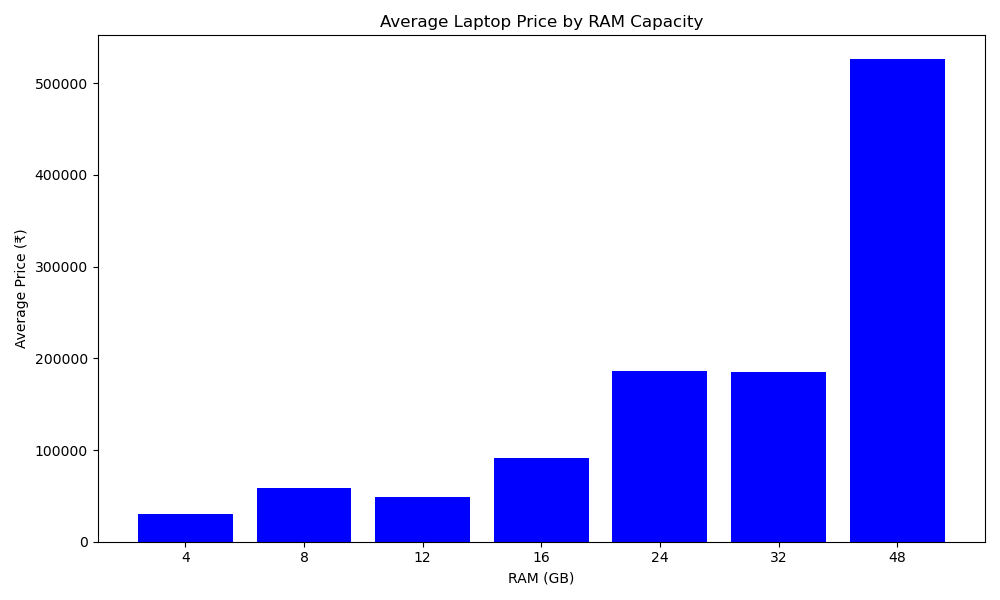 Average Laptop Price by RAM Capacity
Average Price (₹)
500000
400000
300000
200000
100000
0
4 8 12 16 24 32 48
RAM (GB)